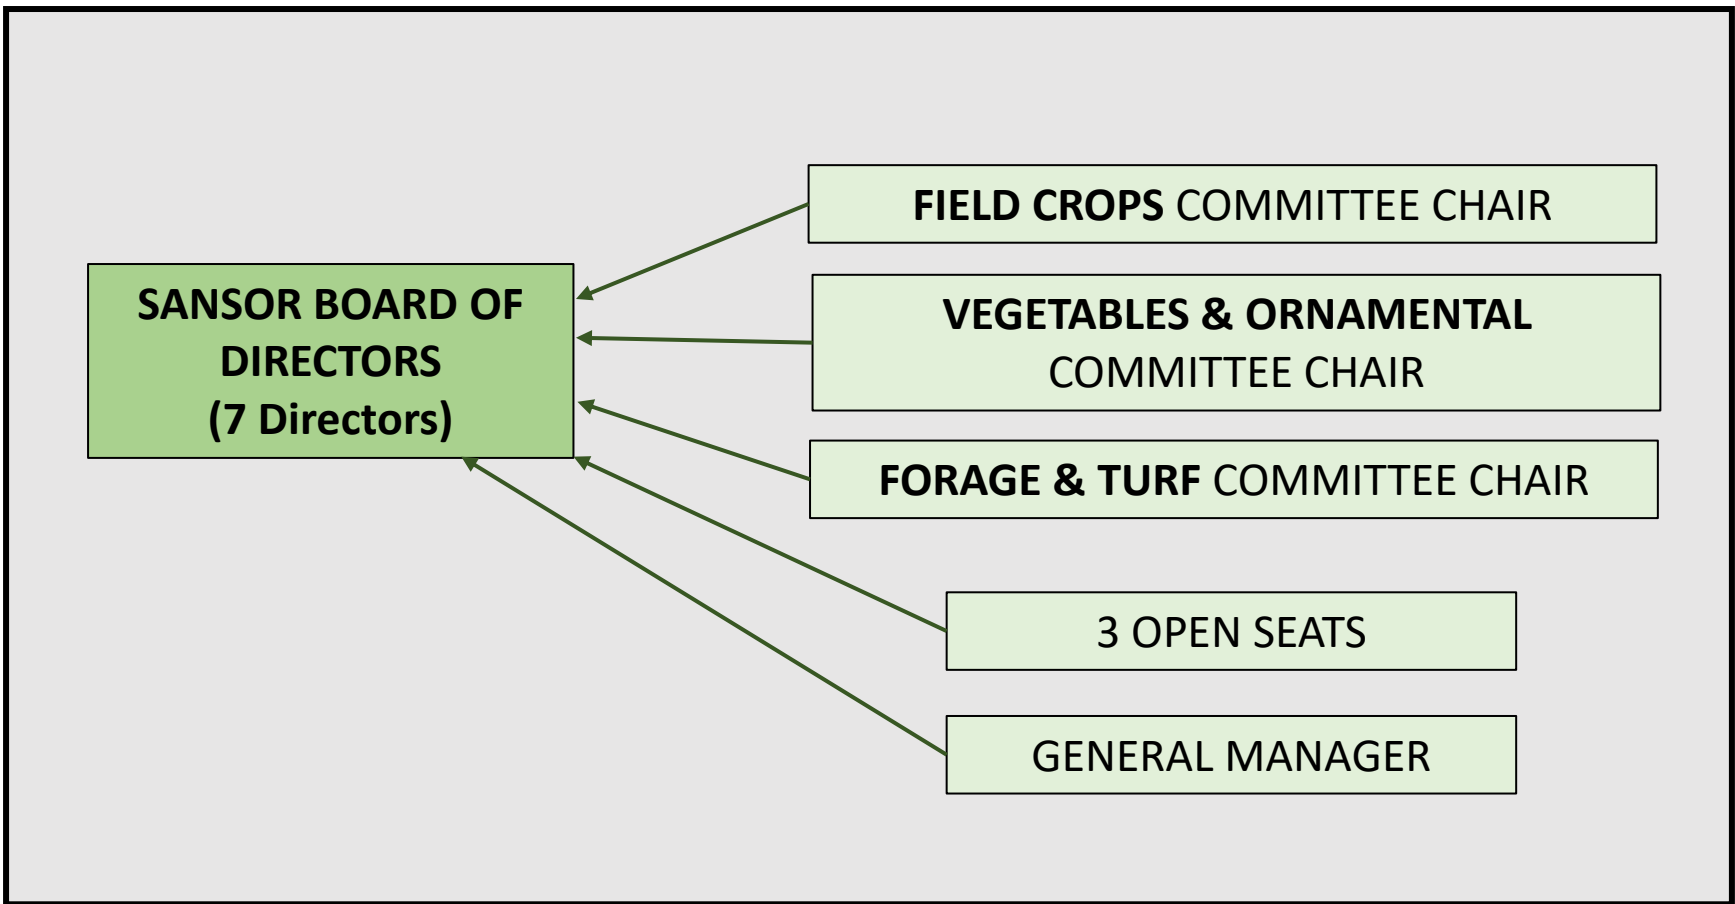 SANSOR BOARD OF
DIRECTORS
(7 Directors)
FIELD CROPS COMMITTEE CHAIR
VEGETABLES & ORNAMENTAL
COMMITTEE CHAIR
FORAGE & TURF COMMITTEE CHAIR
3 OPEN SEATS
GENERAL MANAGER